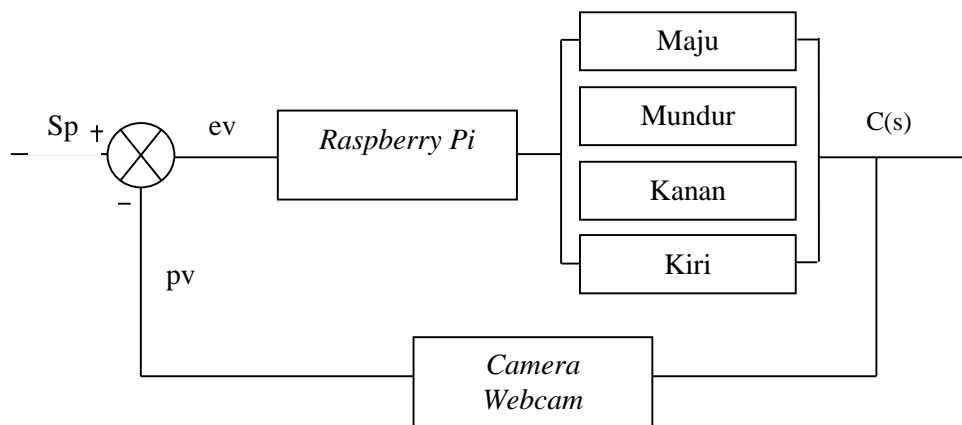 Maju
Sp + ev
Raspberry Pi
Mundur
C(s)
Kanan
−
Kiri
pv
Camera
Webcam